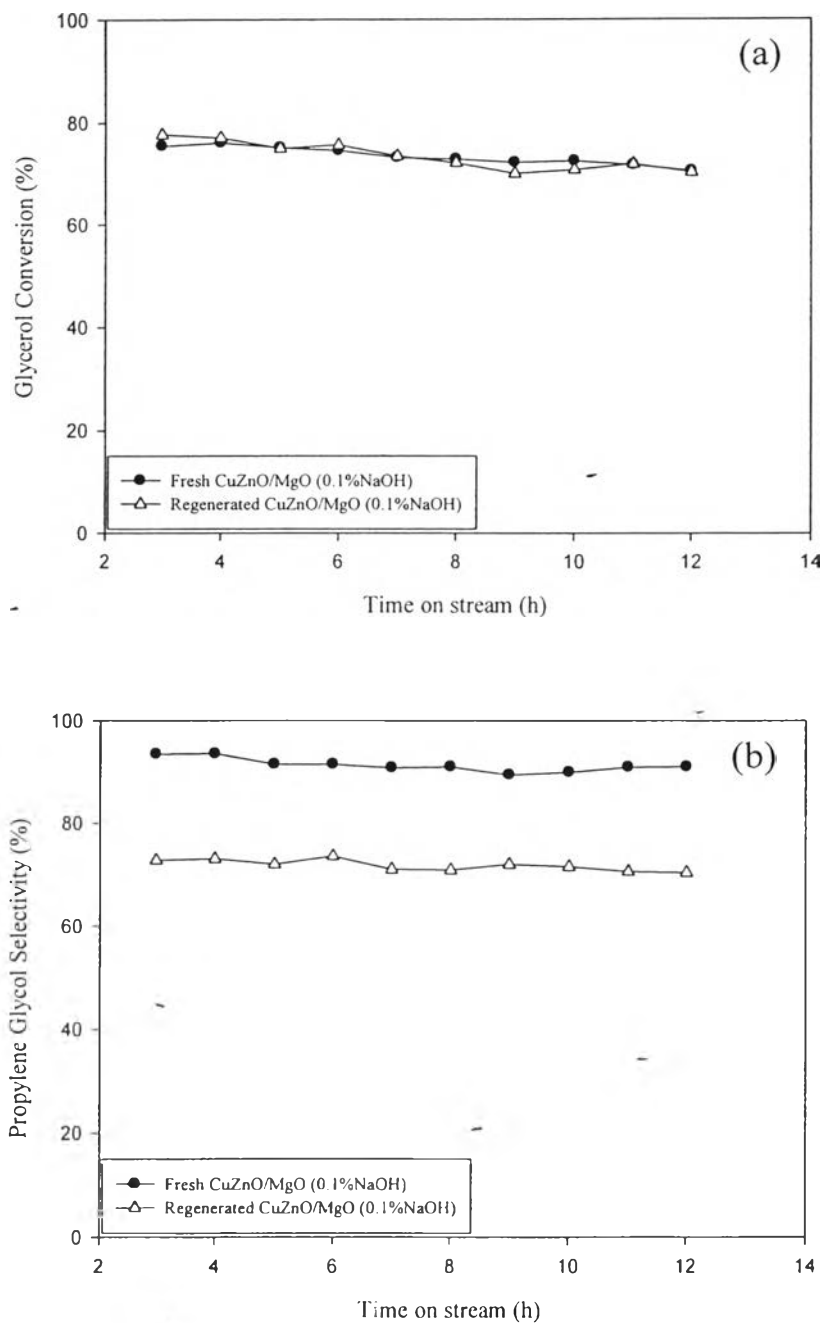 100
(a)
80
60
40
20
0
Glycerol Conversion (%)
Fresh CuZnO/MgO (0.1%NaOH)
Regenerated CuZnO/MgO (0.1%NaOH)
2 4 6 8 10 12 14
Time on stream (h)
100
(b)
80
60
40
20
0
Propylene Glycol Selectivity (%)
Fresh CuZnO/MgO (0.1%NaOH)
Regenerated CuZnO/MgO (0.1%NaOH)
2 4 6 8 10 12 14
Time on stream (h)